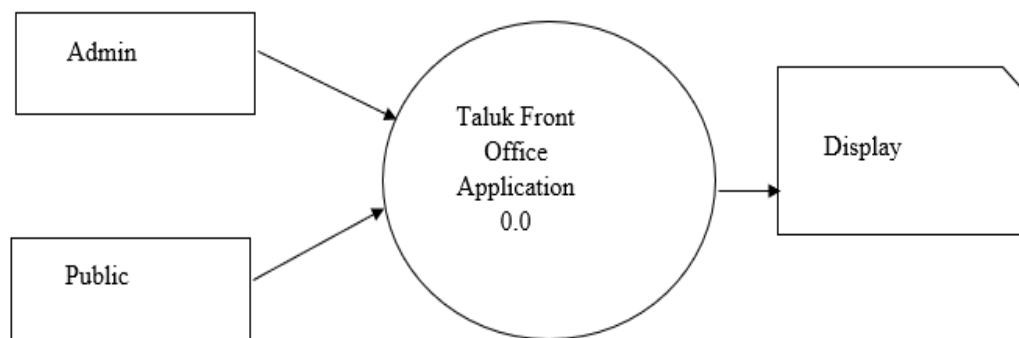 Admin
Taluk Front
Office
Application
0.0
Display
Public